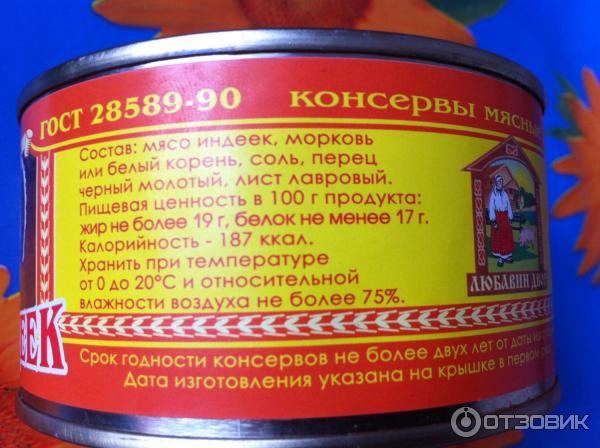 ГОСТ 28589-90 КОНСЕРВЫ МЯСНЫЕ
Состав: мясо индеек, морковь
или белый корень, соль, перец
черный молотый, лист лавровый.
Пищевая ценность в 100 г продукта:
жир не более 19 г, белок не менее 17 г.
Калорийность - 187 ккал.
Хранить при температуре
от 0 до 20°С и относительной
влажности воздуха не более 75%.
ЛЮБАВИН ДВОР
ЕЕК
Срок годности консервов не более двух лет от даты
Дата изготовления указана на крышке в первом
ОТЗОВИК